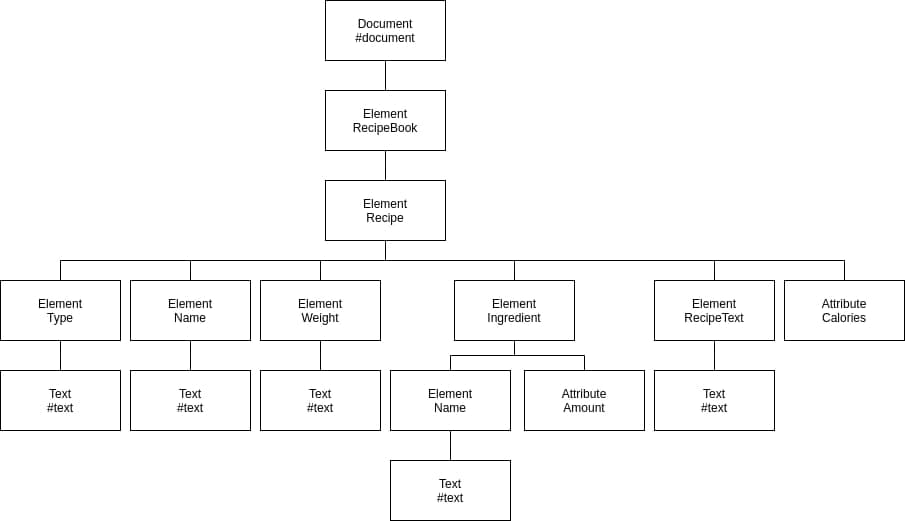 Document
#document
Element
RecipeBook
Element
Recipe
Element
Type
Element
Name
Element
Weight
Element
Ingredient
Element
RecipeText
Attribute
Calories
Text
#text
Text
#text
Text
#text
Element
Name
Attribute
Amount
Text
#text
Text
#text